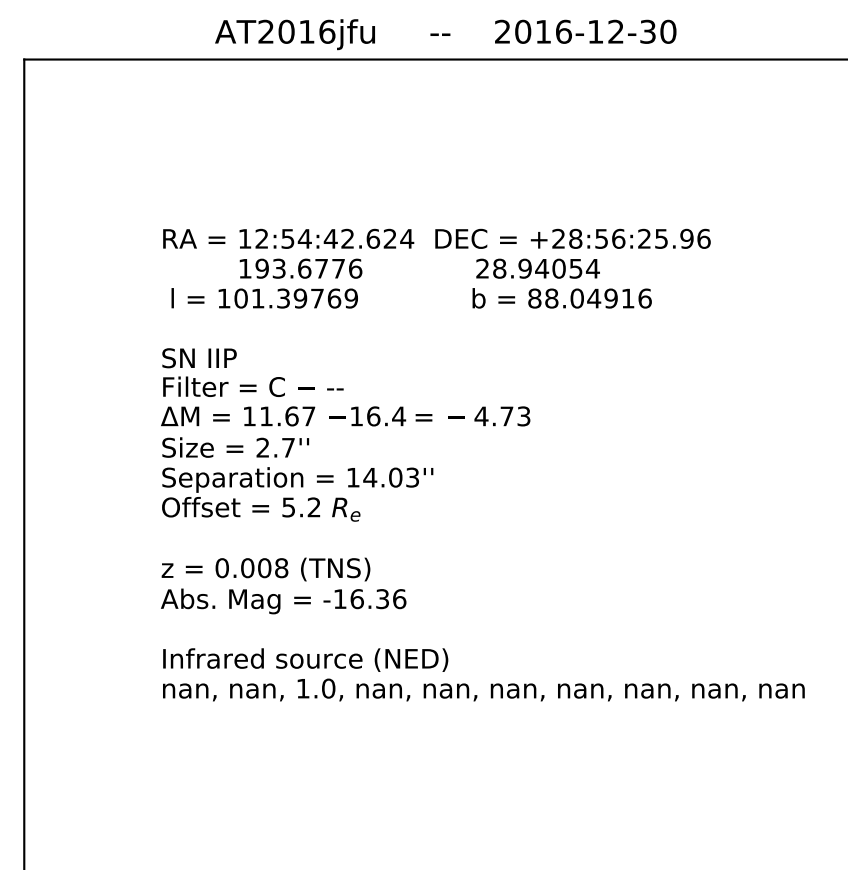 AT2016jfu -- 2016-12-30
RA = 12:54:42.624 DEC = +28:56:25.96
193.6776 28.94054
l = 101.39769 b = 88.04916
SN IIP
Filter = C − --
ΔM = 11.67 −16.4 = − 4.73
Size = 2.7''
Separation = 14.03''
Offset = 5.2 Rₑ
z = 0.008 (TNS)
Abs. Mag = -16.36
Infrared source (NED)
nan, nan, 1.0, nan, nan, nan, nan, nan, nan, nan